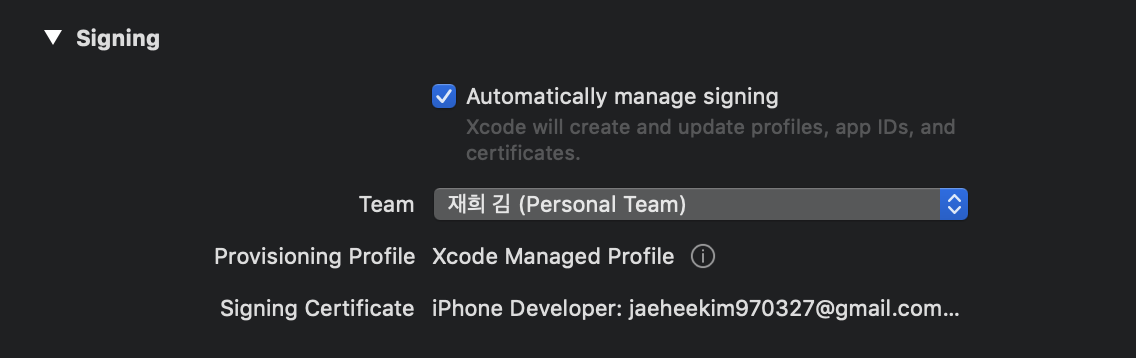 Signing
Automatically manage signing
Xcode will create and update profiles, app IDs, and
certificates.
Team 재희 김 (Personal Team)
Provisioning Profile Xcode Managed Profile
Signing Certificate iPhone Developer: jaeheekim970327@gmail.com...